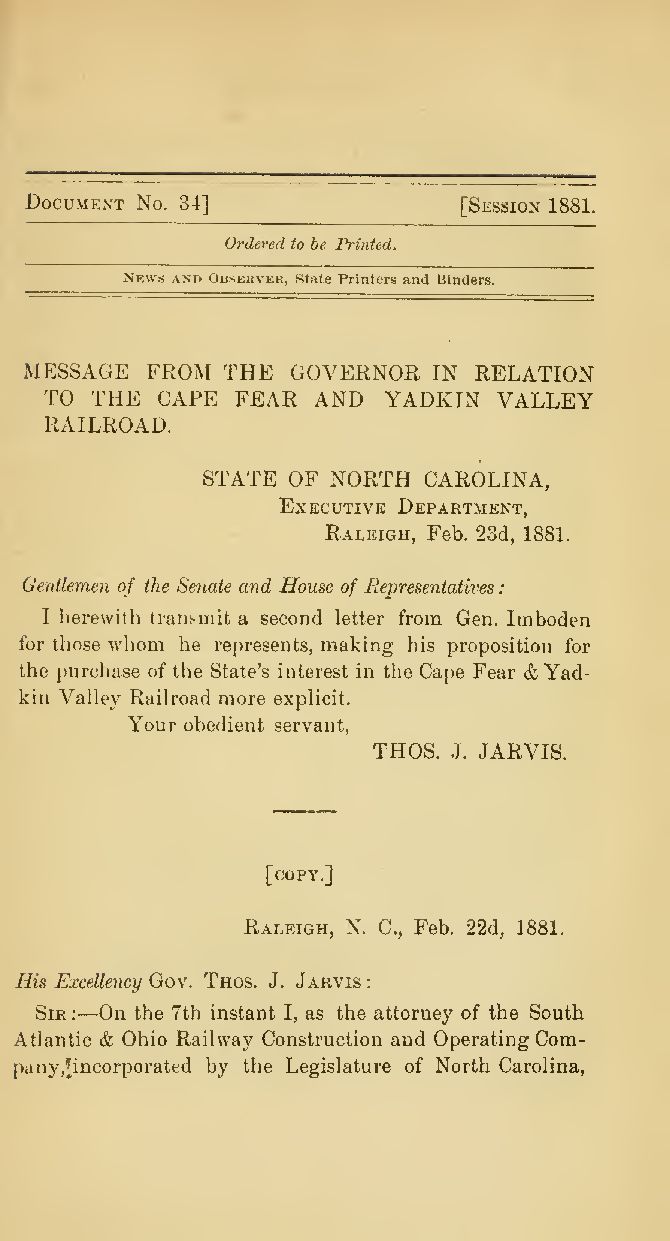 DOCUMENT NO. 34] [SESSION 1881.
Ordered to be Printed.
NEWS AND OBSERVER, State Printers and Binders.
MESSAGE FROM THE GOVERNOR IN RELATION
TO THE CAPE FEAR AND YADKIN VALLEY
RAILROAD.
STATE OF NORTH CAROLINA,
EXECUTIVE DEPARTMENT,
RALEIGH, Feb. 23d, 1881.
Gentlemen of the Senate and House of Representatives:
I herewith transmit a second letter from Gen. Imboden
for those whom he represents, making his proposition for
the purchase of the State's interest in the Cape Fear & Yad-
kin Valley Railroad more explicit.
Your obedient servant,
THOS. J. JARVIS.
[COPY.]
RALEIGH, N. C., Feb. 22d, 1881.
His Excellency GOV. THOS. J. JARVIS:
SIR:—On the 7th instant I, as the attorney of the South
Atlantic & Ohio Railway Construction and Operating Com-
pany, incorporated by the Legislature of North Carolina,